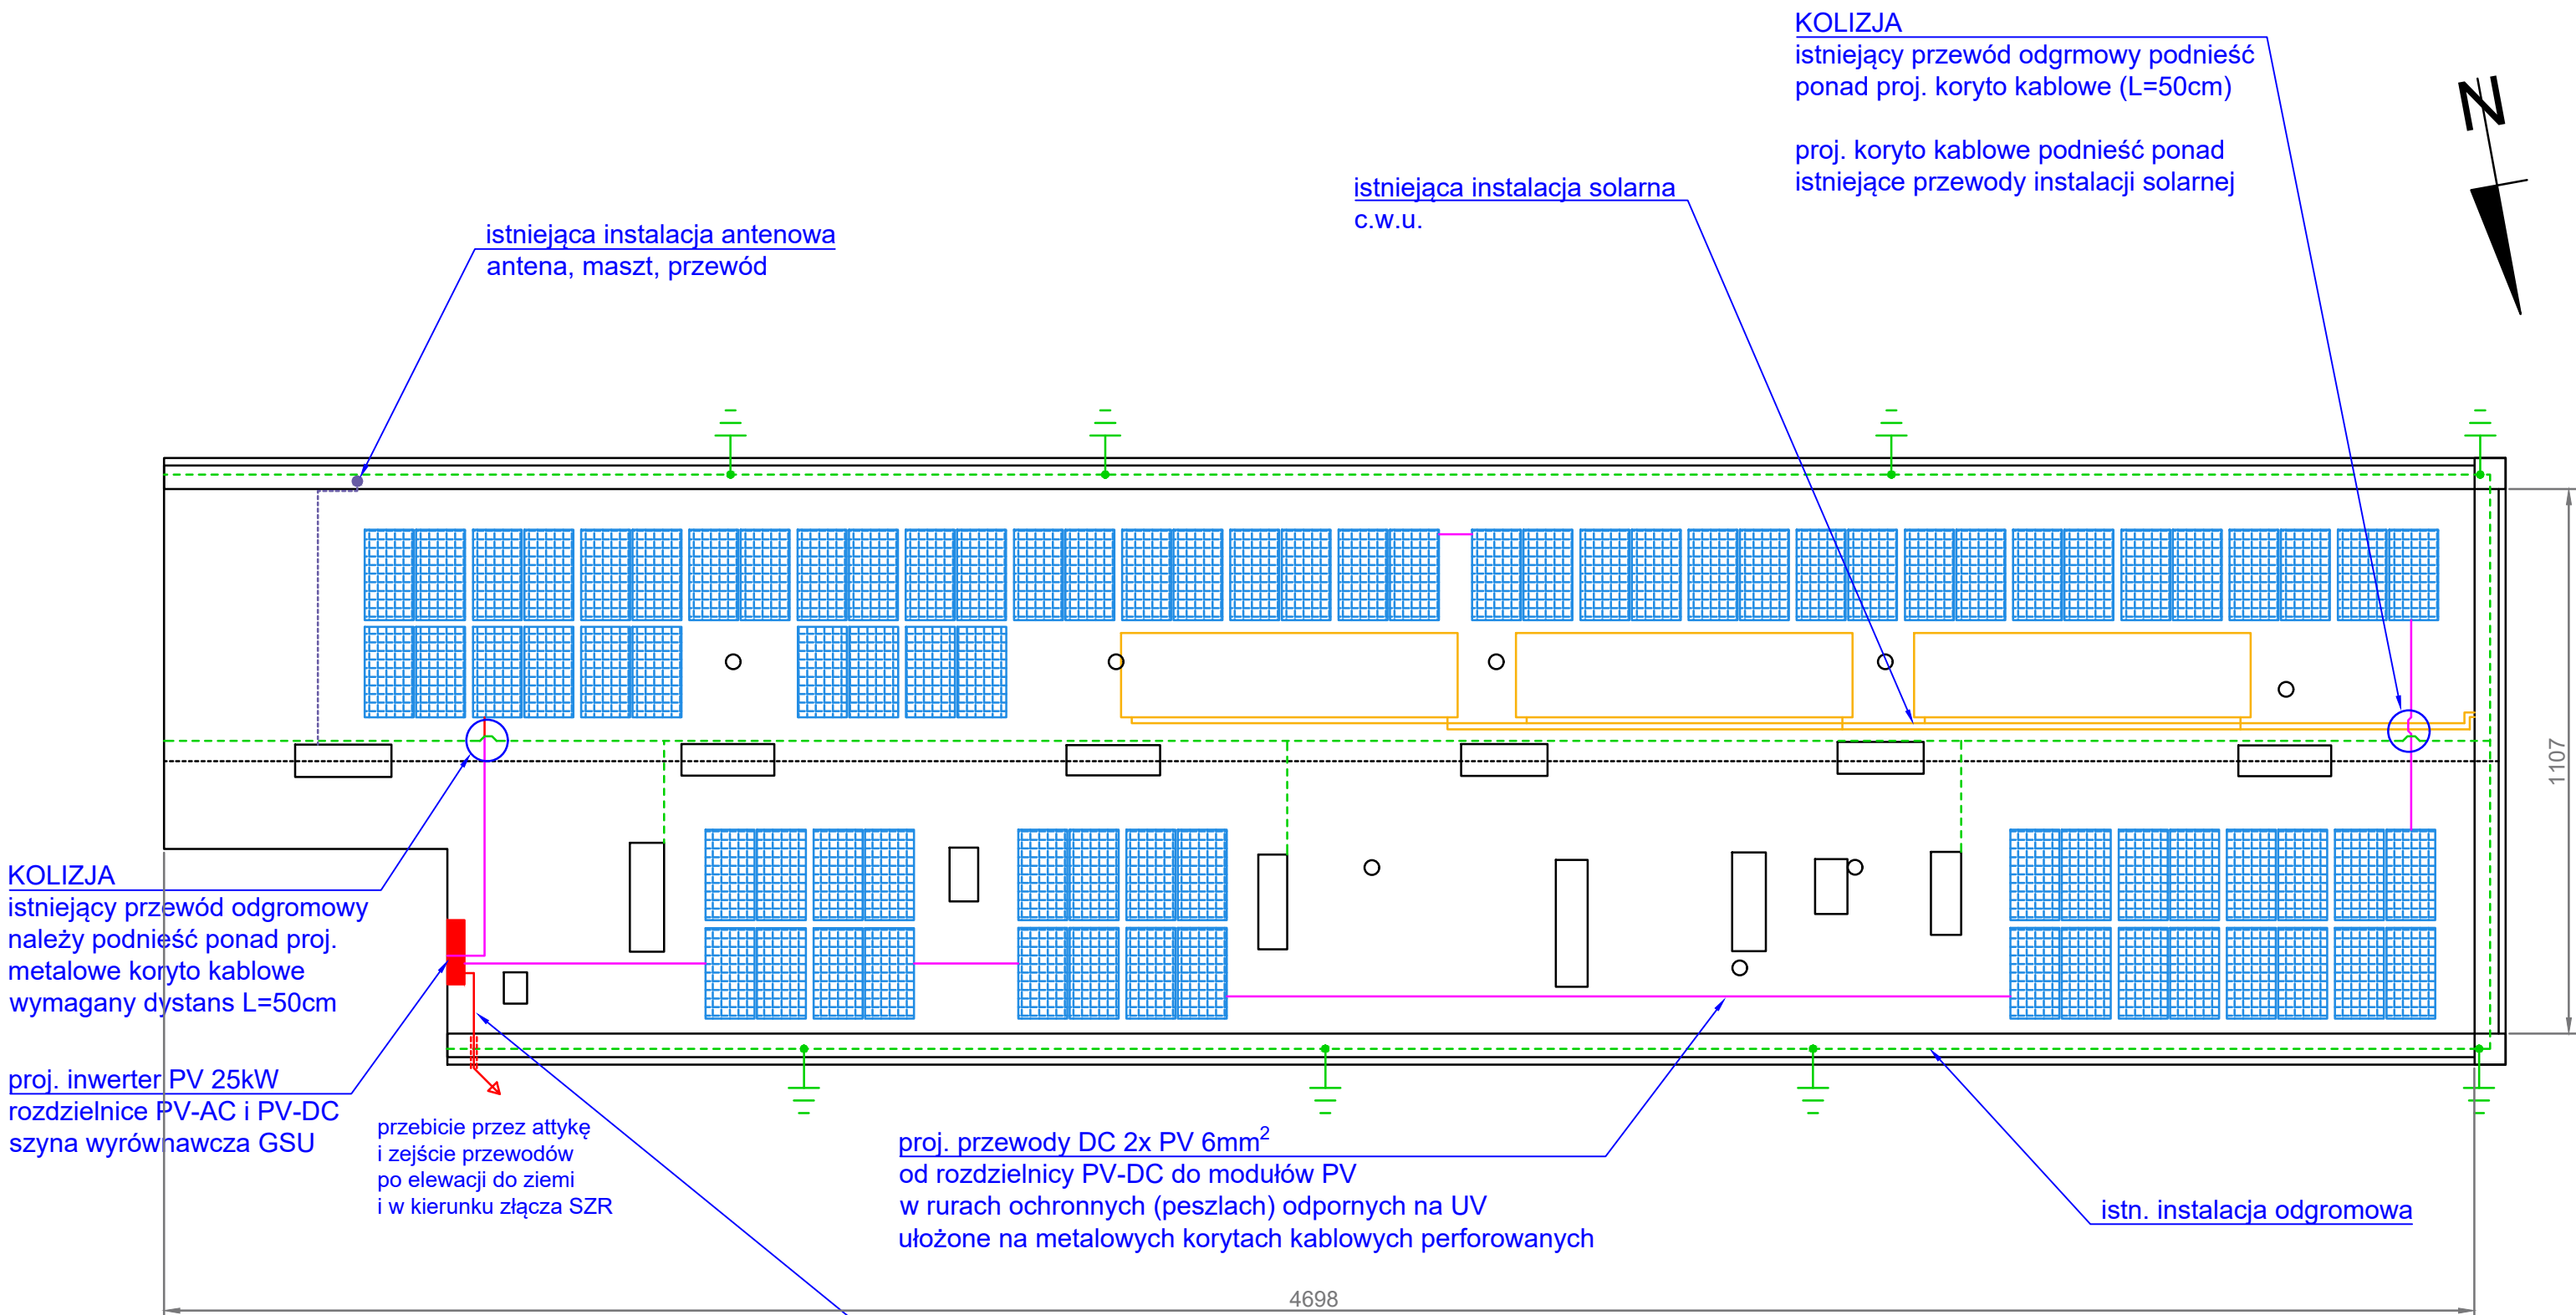 KOLIZJA
istniejący przewód odgrmowy podnieść
ponad proj. koryto kablowe (L=50cm)
proj. koryto kablowe podnieść ponad
istniejące przewody instalacji solarnej
N
istniejąca instalacja solarna
c.w.u.
istniejąca instalacja antenowa
antena, maszt, przewód
1107
KOLIZJA
istniejący przewód odgromowy
należy podnieść ponad proj.
metalowe koryto kablowe
wymagany dystans L=50cm
proj. inwerter PV 25kW
rozdzielnice PV-AC i PV-DC
szyna wyrównawcza GSU
przebicie przez attykę
i zejście przewodów
po elewacji do ziemi
i w kierunku złącza SZR
proj. przewody DC 2x PV 6mm²
od rozdzielnicy PV-DC do modułów PV
w rurach ochronnych (peszlach) odpornych na UV
ułożone na metalowych korytach kablowych perforowanych
istn. instalacja odgromowa
4698